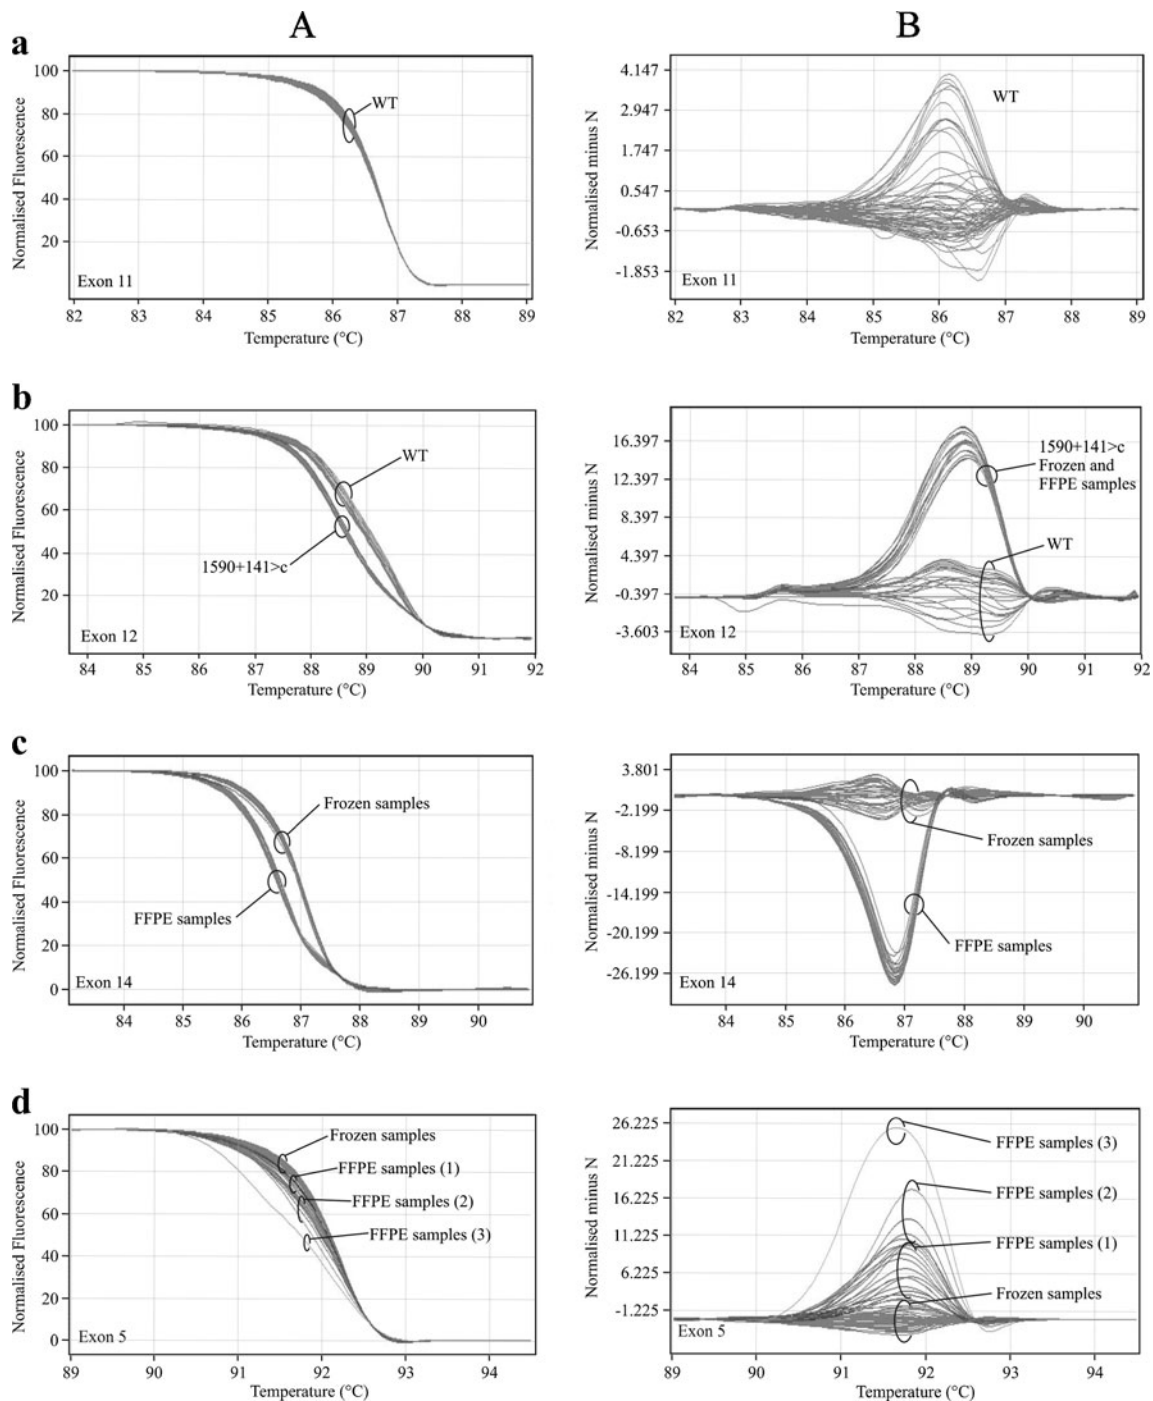 A
B
a
100
80
60
40
20
Normalised Fluorescence
WT
Exon 11
82 83 84 85 86 87 88 89
Temperature (°C)
4.147
2.947
1.747
0.547
-0.653
-1.853
Normalised minus N
WT
Exon 11
82 83 84 85 86 87 88 89
Temperature (°C)
b
100
80
60
40
20
Normalised Fluorescence
WT
1590+141>c
Exon 12
84 85 86 87 88 89 90 91 92
Temperature (°C)
16.397
12.397
8.397
4.397
-0.397
-3.603
Normalised minus N
1590+141>c
Frozen and
FFPE samples
WT
Exon 12
84 85 86 87 88 89 90 91 92
Temperature (°C)
c
100
80
60
40
20
0
Normalised Fluorescence
Frozen samples
FFPE samples
Exon 14
84 85 86 87 88 89 90
Temperature (°C)
3.801
-2.199
-8.199
-14.199
-20.199
-26.199
Normalised minus N
Frozen samples
FFPE samples
Exon 14
84 85 86 87 88 89 90
Temperature (°C)
d
100
80
60
40
20
0
Normalised Fluorescence
Frozen samples
FFPE samples (1)
FFPE samples (2)
FFPE samples (3)
Exon 5
89 90 91 92 93 94
Temperature (°C)
26.225
21.225
16.225
11.225
6.225
-1.225
Normalised minus N
FFPE samples (3)
FFPE samples (2)
FFPE samples (1)
Frozen samples
Exon 5
89 90 91 92 93 94
Temperature (°C)